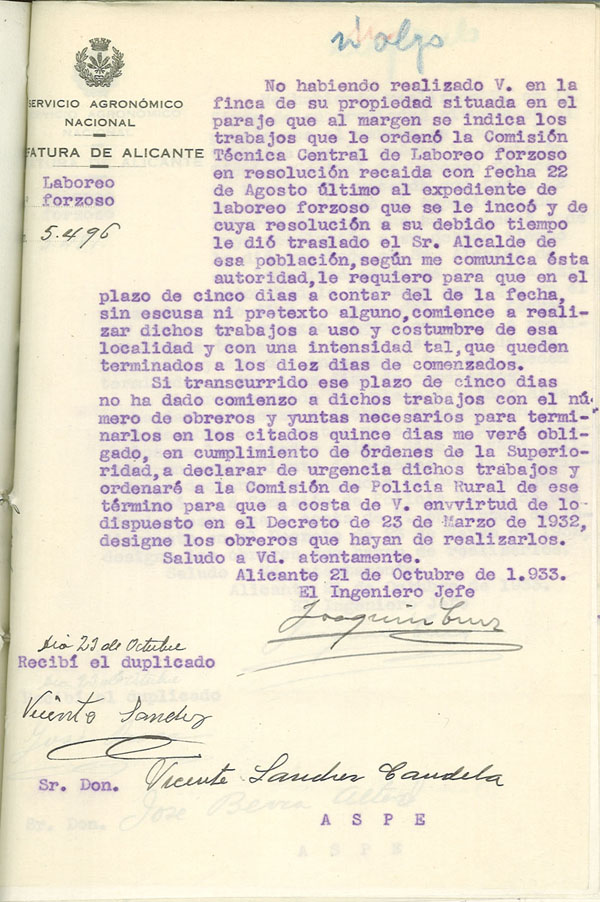 SERVICIO AGRONÓMICO
NACIONAL
FATURA DE ALICANTE
Laboreo
forzoso
5.496
No habiendo realizado V. en la
finca de su propiedad situada en el
paraje que al margen se indica los
trabajos que le ordenó la Comisión
Técnica Central de Laboreo forzoso
en resolución recaida con fecha 22
de Agosto último al expediente de
laboreo forzoso que se le incoó y de
cuya resolución a su debido tiempo
le dió traslado el Sr. Alcalde de
esa población,según me comunica ésta
autoridad,le requiero para que en el
plazo de cinco dias a contar del de la fecha,
sin escusa ni pretexto alguno,comience a reali-
zar dichos trabajos a uso y costumbre de esa
localidad y con una intensidad tal,que queden
terminados a los diez dias de comenzados.
Si transcurrido ese plazo de cinco dias
no ha dado comienzo a dichos trabajos con el nú-
mero de obreros y yuntas necesarios para termi-
narlos en los citados quince dias me veré obli-
gado, en cumplimiento de órdenes de la Superio-
ridad,a declarar de urgencia dichos trabajos y
ordenaré a la Comisión de Policia Rural de ese
término para que a costa de V. envvirtud de lo
dispuesto en el Decreto de 23 de Marzo de 1932,
designe los obreros que hayan de realizarlos.
Saludo a Vd. atentamente.
Alicante 21 de Octubre de 1.933.
El Ingeniero Jefe
Joaquin
Dia 23 de Octubre
Recibí el duplicado
Vicente Sanchez
Sr. Don. Vicente Sanchez Candela
ASPE